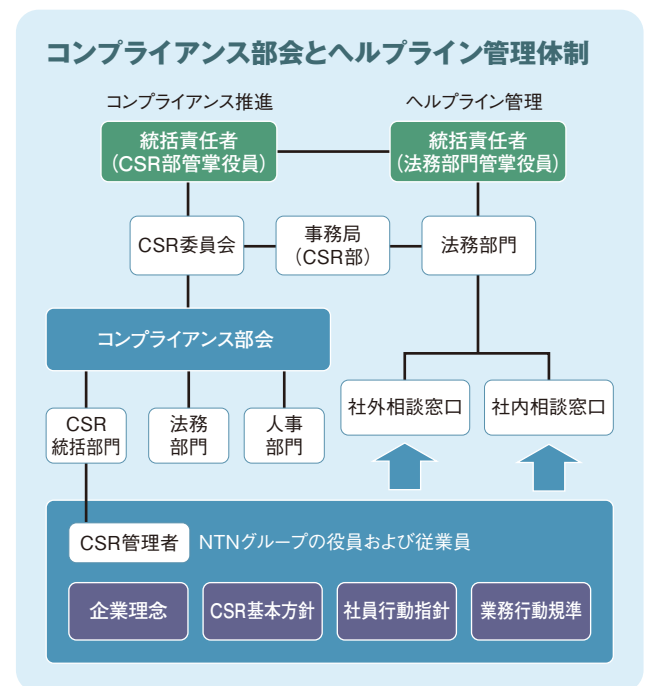 コンプライアンス部会とヘルプライン管理体制
コンプライアンス推進
ヘルプライン管理
統括責任者
（CSR部管掌役員）
統括責任者
（法務部門管掌役員）
CSR委員会
事務局
（CSR部）
法務部門
コンプライアンス部会
CSR
統括部門
法務
部門
人事
部門
社外相談窓口
社内相談窓口
CSR管理者
NTNグループの役員および従業員
企業理念
CSR基本方針
社員行動指針
業務行動規準